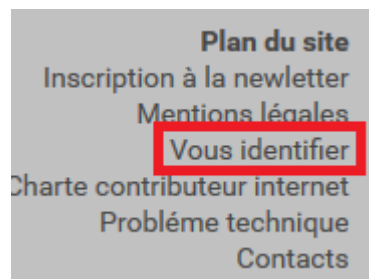 Plan du site
Inscription à la newletter
Mentions légales
Vous identifier
Charte contributeur internet
Probléme technique
Contacts